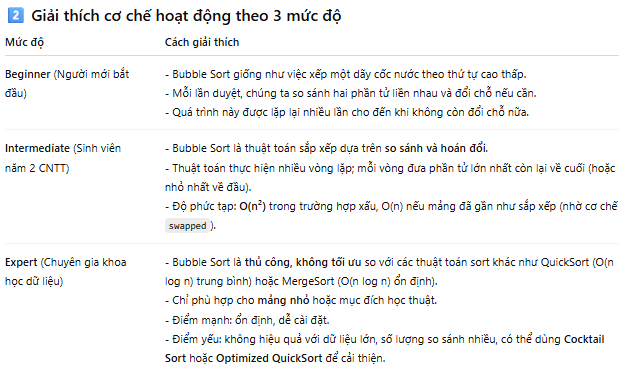 2 Giải thích cơ chế hoạt động theo 3 mức độ
Mức độ Cách giải thích
Beginner (Người mới bắt đầu)
- Bubble Sort giống như việc xếp một dãy cốc nước theo thứ tự cao thấp.
- Mỗi lần duyệt, chúng ta so sánh hai phần tử liền nhau và đổi chỗ nếu cần.
- Quá trình này được lặp lại nhiều lần cho đến khi không còn đổi chỗ nữa.
Intermediate (Sinh viên năm 2 CNTT)
- Bubble Sort là thuật toán sắp xếp dựa trên so sánh và hoán đổi.
- Thuật toán thực hiện nhiều vòng lặp; mỗi vòng đưa phần tử lớn nhất còn lại về cuối (hoặc
nhỏ nhất về đầu).
- Độ phức tạp: O(n²) trong trường hợp xấu, O(n) nếu mảng đã gần như sắp xếp (nhờ cơ chế
swapped ).
Expert (Chuyên gia khoa học dữ liệu)
- Bubble Sort là thủ công, không tối ưu so với các thuật toán sort khác như QuickSort (O(n
log n) trung bình) hoặc MergeSort (O(n log n) ổn định).
- Chỉ phù hợp cho mảng nhỏ hoặc mục đích học thuật.
- Điểm mạnh: ổn định, dễ cài đặt.
- Điểm yếu: không hiệu quả với dữ liệu lớn, số lượng so sánh nhiều, có thể dùng Cocktail
Sort hoặc Optimized QuickSort để cải thiện.